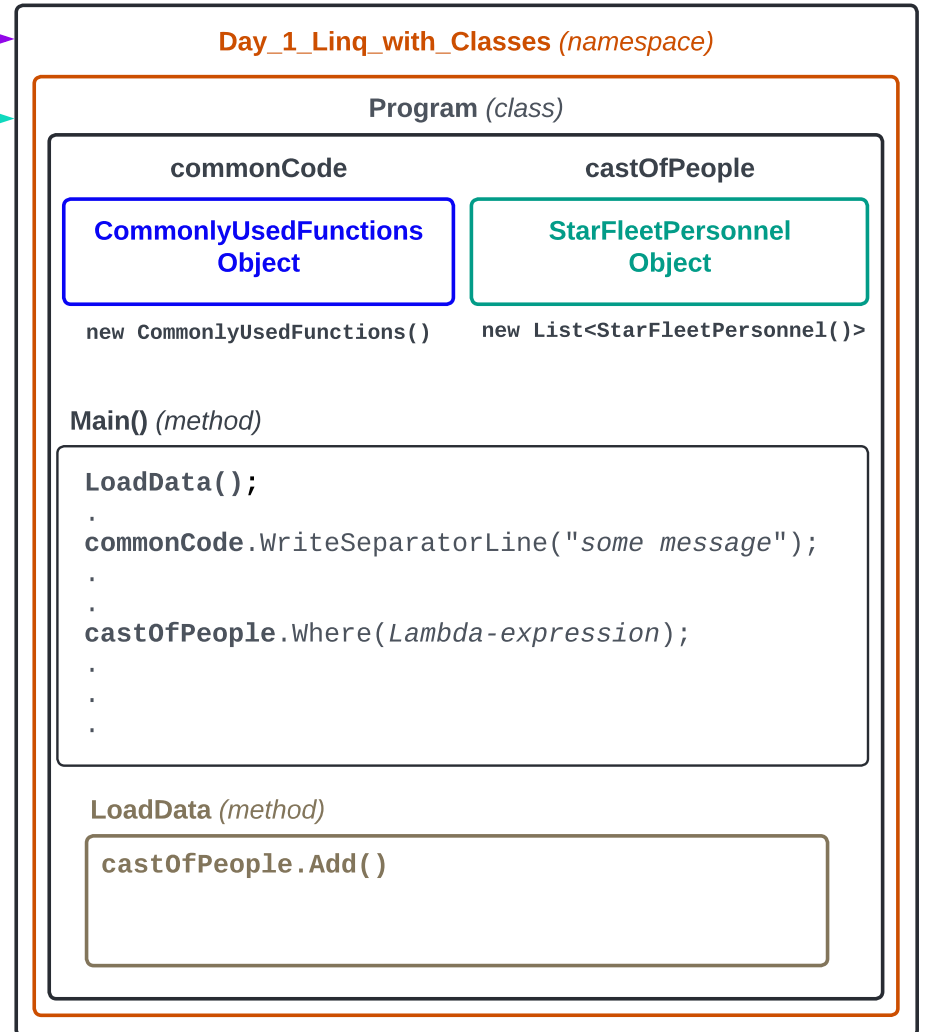 Day_1_Linq_with_Classes (namespace)
Program (class)
commonCode
castOfPeople
CommonlyUsedFunctions
Object
StarFleetPersonnel
Object
new CommonlyUsedFunctions()
new List<StarFleetPersonnel()>
Main() (method)
LoadData();
.
commonCode.WriteSeparatorLine("some message");
.
.
castOfPeople.Where(Lambda-expression);
.
.
.
LoadData (method)
castOfPeople.Add()